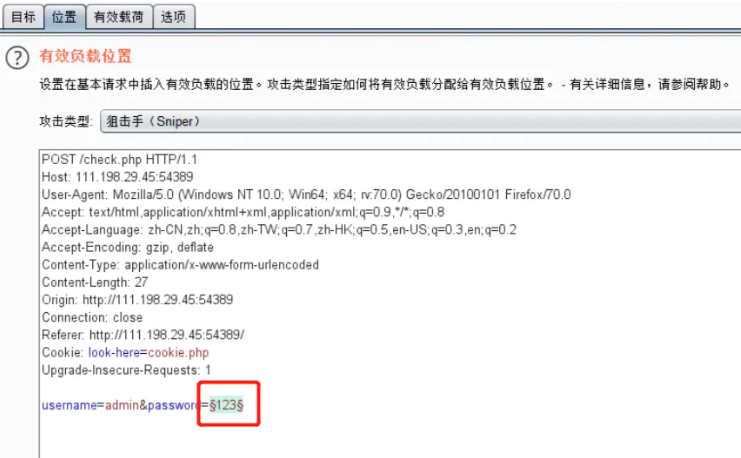 目标 位置 有效载荷 选项
? 有效负载位置
设置在基本请求中插入有效负载的位置。攻击类型指定如何将有效负载分配给有效负载位置。 - 有关详细信息，请参阅帮助。
攻击类型: 狙击手（Sniper）
POST /check.php HTTP/1.1
Host: 111.198.29.45:54389
User-Agent: Mozilla/5.0 (Windows NT 10.0; Win64; x64; rv:70.0) Gecko/20100101 Firefox/70.0
Accept: text/html,application/xhtml+xml,application/xml;q=0.9,*/*;q=0.8
Accept-Language: zh-CN,zh;q=0.8,zh-TW;q=0.7,zh-HK;q=0.5,en-US;q=0.3,en;q=0.2
Accept-Encoding: gzip, deflate
Content-Type: application/x-www-form-urlencoded
Content-Length: 27
Origin: http://111.198.29.45:54389
Connection: close
Referer: http://111.198.29.45:54389/
Cookie: look-here=cookie.php
Upgrade-Insecure-Requests: 1
username=admin&password=§123§